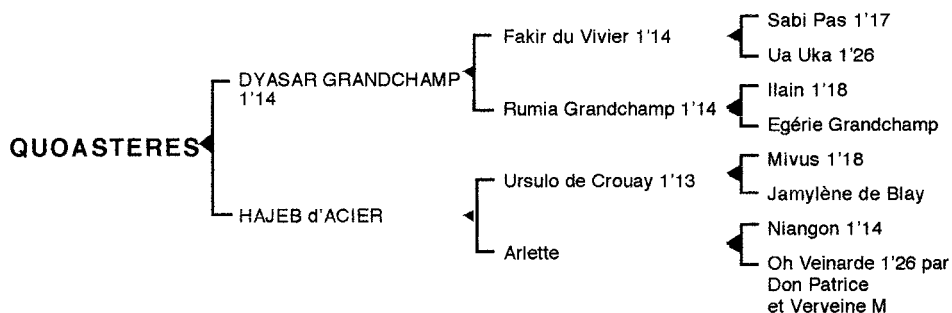 QUOASTERES
DYASAR GRANDCHAMP
1'14
HAJEB d'ACIER
Fakir du Vivier 1'14
Rumia Grandchamp 1'14
Ursulo de Crouay 1'13
Arlette
Sabi Pas 1'17
Ua Uka 1'26
Ilain 1'18
Egérie Grandchamp
Mivus 1'18
Jamylène de Blay
Niangon 1'14
Oh Veinarde 1'26 par
Don Patrice
et Verveine M